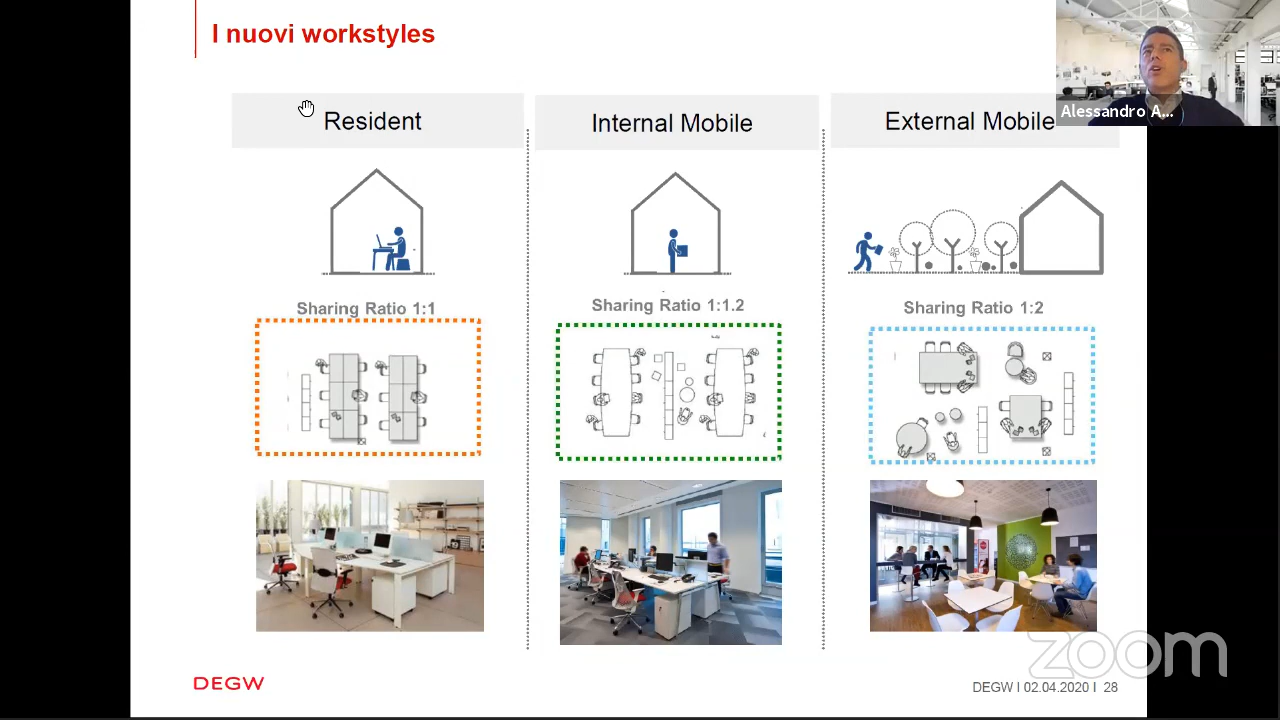 I nuovi workstyles
Alessandro A...
Resident
Internal Mobile
External Mobile
Sharing Ratio 1:1
Sharing Ratio 1:1.2
Sharing Ratio 1:2
zoom
DEGW
DEGW I 02.04.2020 I 28